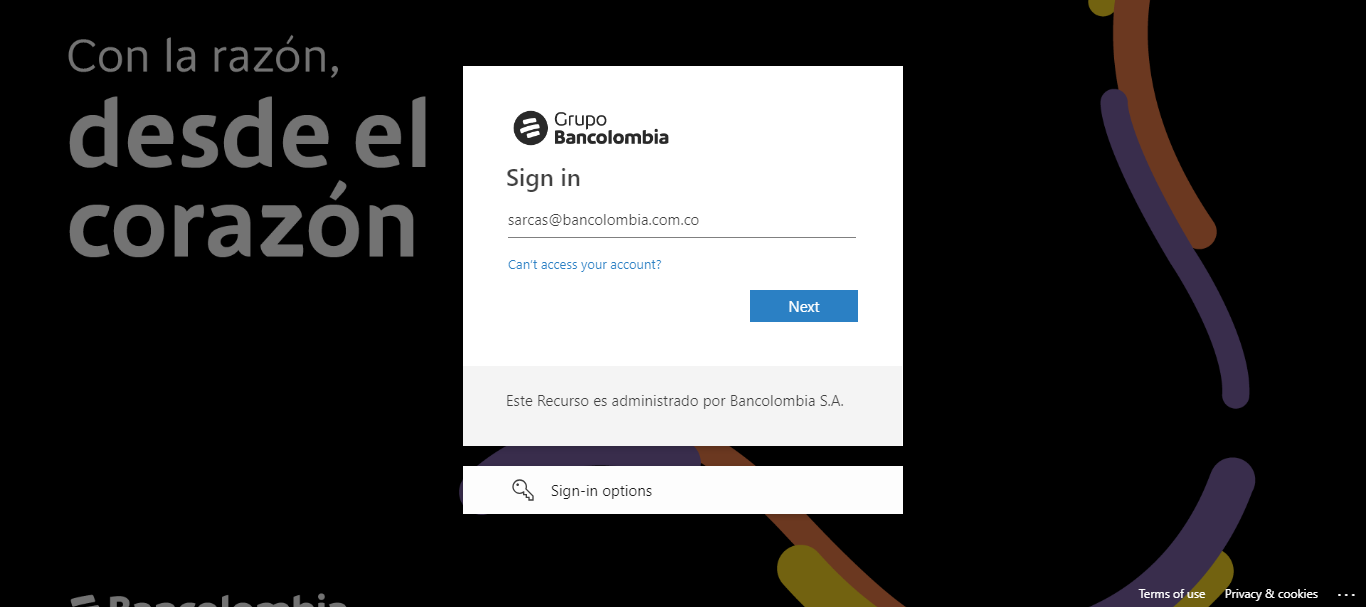 Con la razón,
desde el
corazón
Grupo
Bancolombia
Sign in
sarcas@bancolombia.com.co
Can't access your account?
Next
Este Recurso es administrado por Bancolombia S.A.
Sign-in options
Bancolombia
Terms of use
Privacy & cookies
...